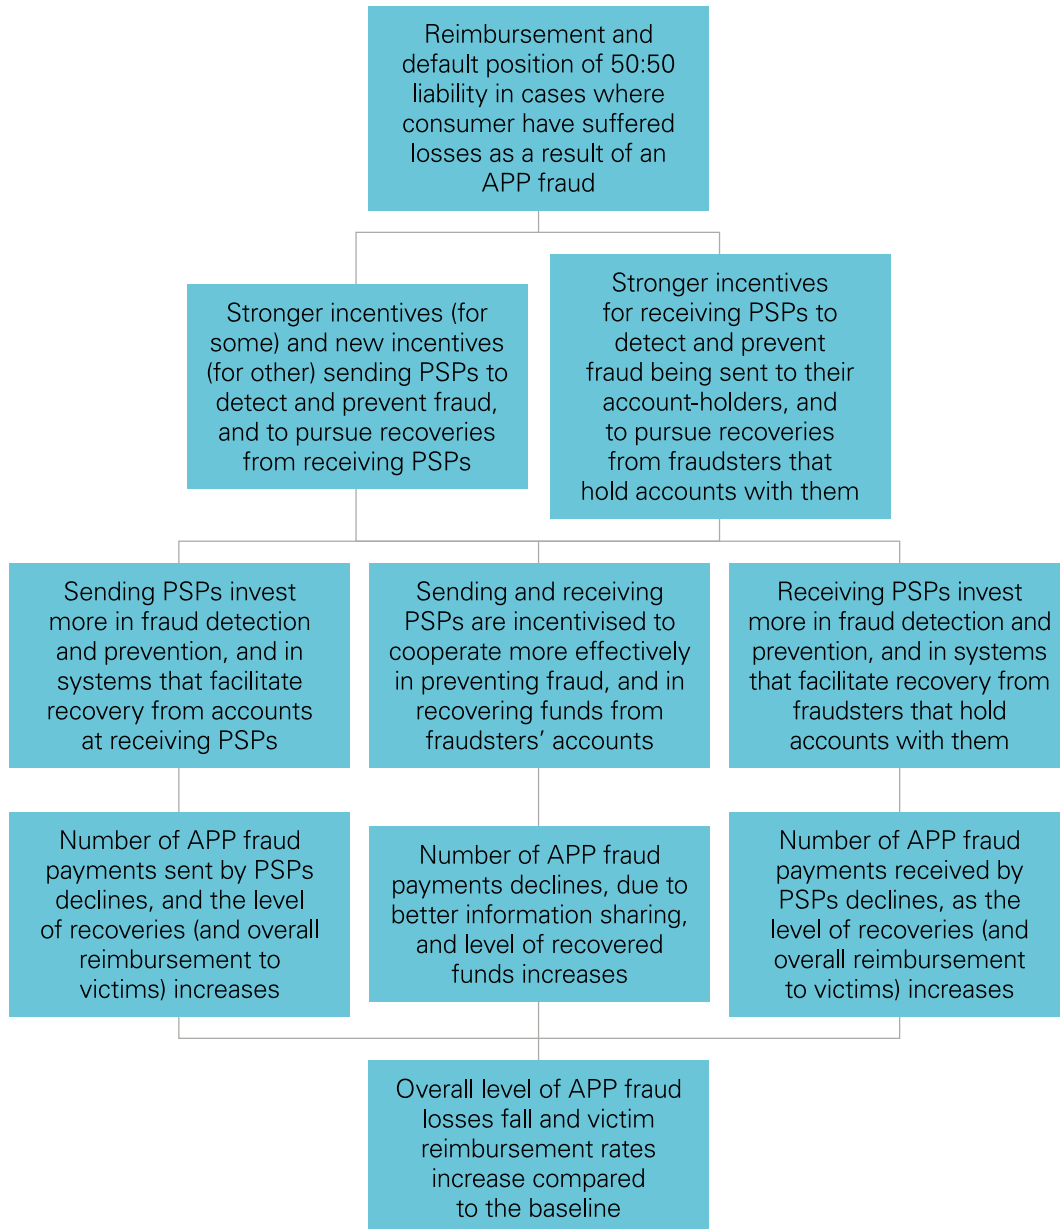 Reimbursement and
default position of 50:50
liability in cases where
consumer have suffered
losses as a result of an
APP fraud
Stronger incentives (for
some) and new incentives
(for other) sending PSPs to
detect and prevent fraud,
and to pursue recoveries
from receiving PSPs
Stronger incentives
for receiving PSPs to
detect and prevent
fraud being sent to their
account-holders, and
to pursue recoveries
from fraudsters that
hold accounts with them
Sending PSPs invest
more in fraud detection
and prevention, and in
systems that facilitate
recovery from accounts
at receiving PSPs
Sending and receiving
PSPs are incentivised to
cooperate more effectively
in preventing fraud, and in
recovering funds from
fraudsters’ accounts
Receiving PSPs invest
more in fraud detection and
prevention, and in systems
that facilitate recovery from
fraudsters that hold
accounts with them
Number of APP fraud
payments sent by PSPs
declines, and the level
of recoveries (and overall
reimbursement to
victims) increases
Number of APP fraud
payments declines, due to
better information sharing,
and level of recovered
funds increases
Number of APP fraud
payments received by
PSPs declines, as the
level of recoveries (and
overall reimbursement
to victims) increases
Overall level of APP fraud
losses fall and victim
reimbursement rates
increase compared
to the baseline